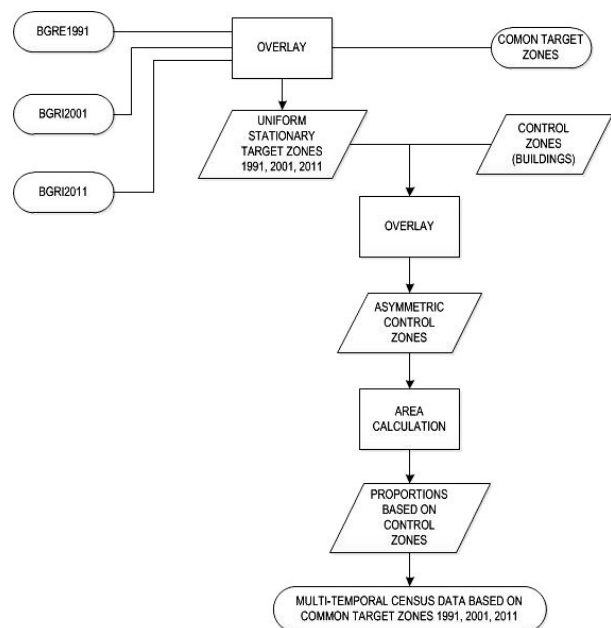 BGRE1991
OVERLAY
COMON TARGET
ZONES
BGRI2001
UNIFORM
STATIONARY
TARGET ZONES
1991, 2001, 2011
CONTROL
ZONES
(BUILDINGS)
BGRI2011
OVERLAY
ASYMMETRIC
CONTROL
ZONES
AREA
CALCULATION
PROPORTIONS
BASED ON
CONTROL
ZONES
MULTI-TEMPORAL CENSUS DATA BASED ON
COMMON TARGET ZONES 1991, 2001, 2011